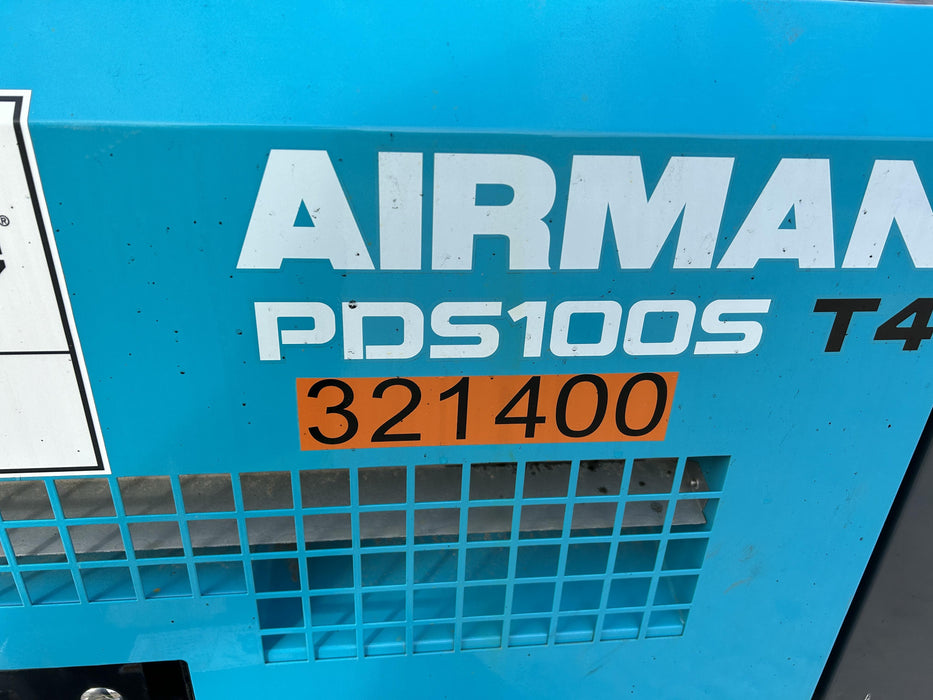 AIRMAN
PDS100S T4
321400
®